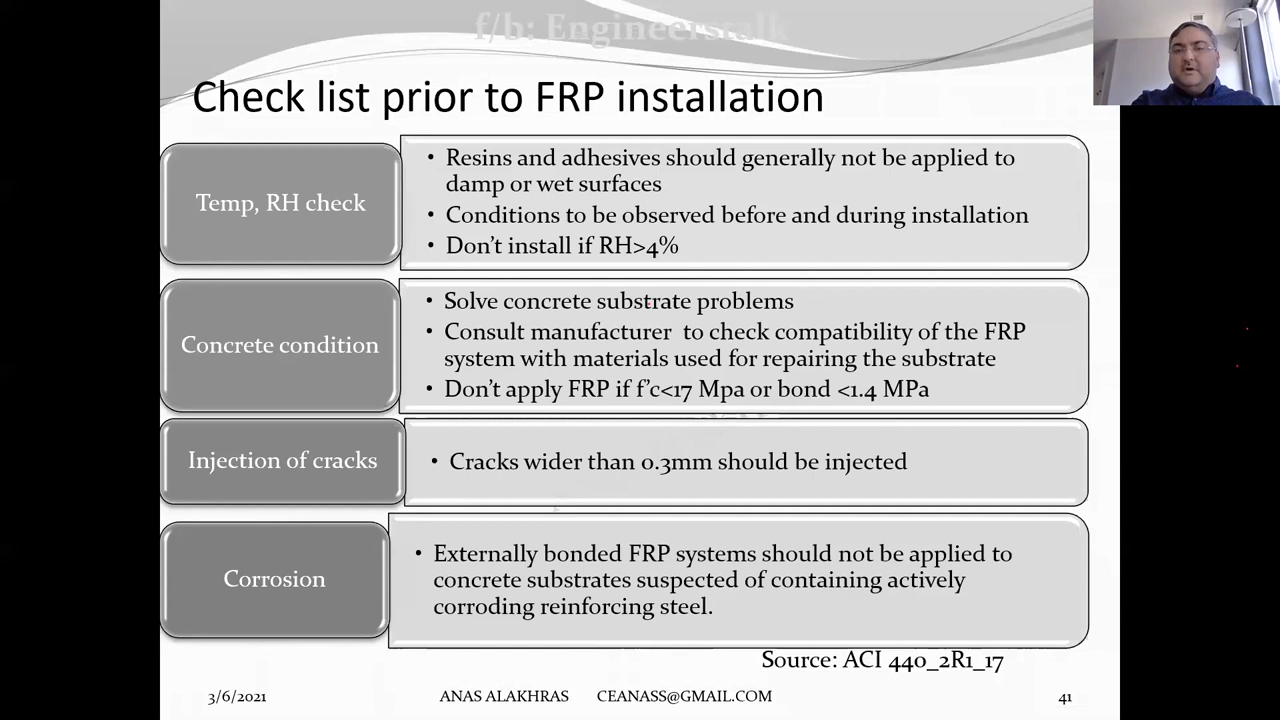 f/b: Engineerstalk
Check list prior to FRP installation
Temp, RH check
• Resins and adhesives should generally not be applied to
damp or wet surfaces
• Conditions to be observed before and during installation
• Don't install if RH>4%
Concrete condition
• Solve concrete substrate problems
• Consult manufacturer to check compatibility of the FRP
system with materials used for repairing the substrate
• Don't apply FRP if f'c<17 Mpa or bond <1.4 MPa
Injection of cracks
• Cracks wider than 0.3mm should be injected
Corrosion
• Externally bonded FRP systems should not be applied to
concrete substrates suspected of containing actively
corroding reinforcing steel.
Source: ACI 440_2R1_17
3/6/2021 ANAS ALAKHRAS CEANASS@GMAIL.COM 41